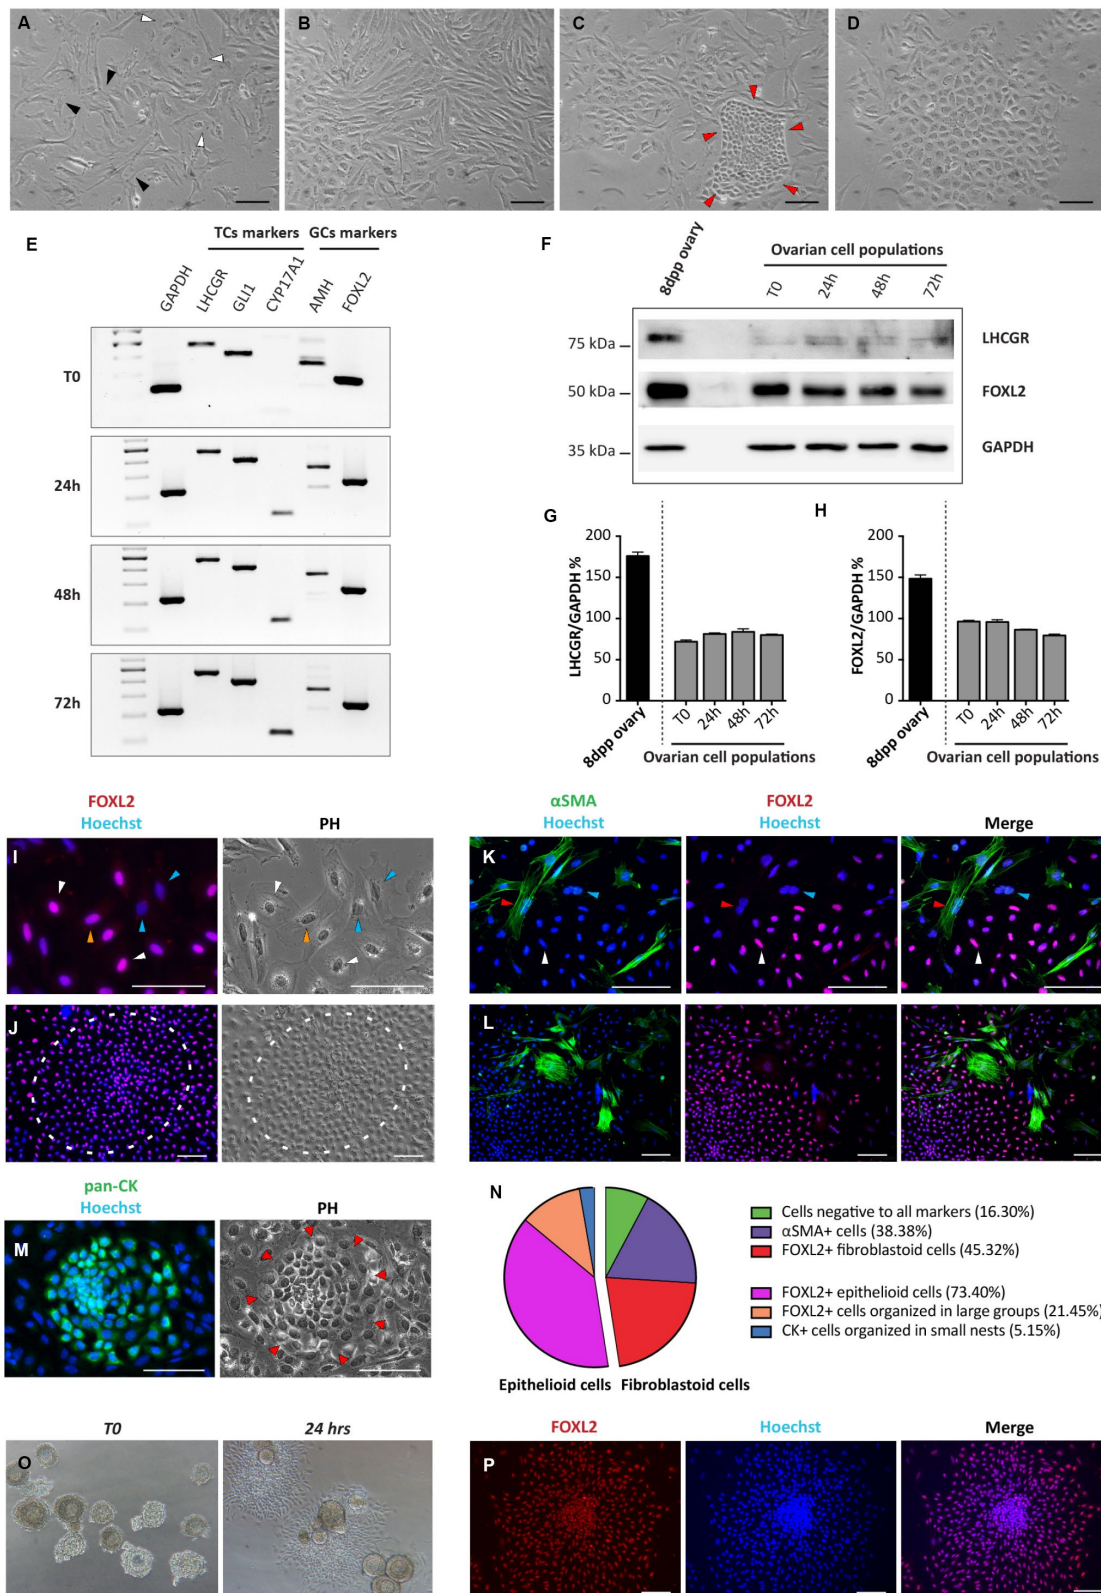 A
B
C
D
E
TCs markers
GCs markers
GAPDH
LHCGR
GLI1
CYP17A1
AMH
FOXL2
T0
24h
48h
72h
F
8dpp ovary
Ovarian cell populations
T0
24h
48h
72h
75 kDa
LHCGR
50 kDa
FOXL2
35 kDa
GAPDH
G
LHCGR/GAPDH %
200
150
100
50
0
8dpp ovary
T0
24h
48h
72h
Ovarian cell populations
H
FOXL2/GAPDH %
200
150
100
50
0
8dpp ovary
T0
24h
48h
72h
Ovarian cell populations
FOXL2
Hoechst
PH
I
J
αSMA
Hoechst
FOXL2
Hoechst
Merge
K
L
pan-CK
Hoechst
PH
M
N
Cells negative to all markers (16.30%)
αSMA+ cells (38.38%)
FOXL2+ fibroblastoid cells (45.32%)
FOXL2+ epithelioid cells (73.40%)
FOXL2+ cells organized in large groups (21.45%)
CK+ cells organized in small nests (5.15%)
Epithelioid cells
Fibroblastoid cells
T0
24 hrs
O
FOXL2
Hoechst
Merge
P